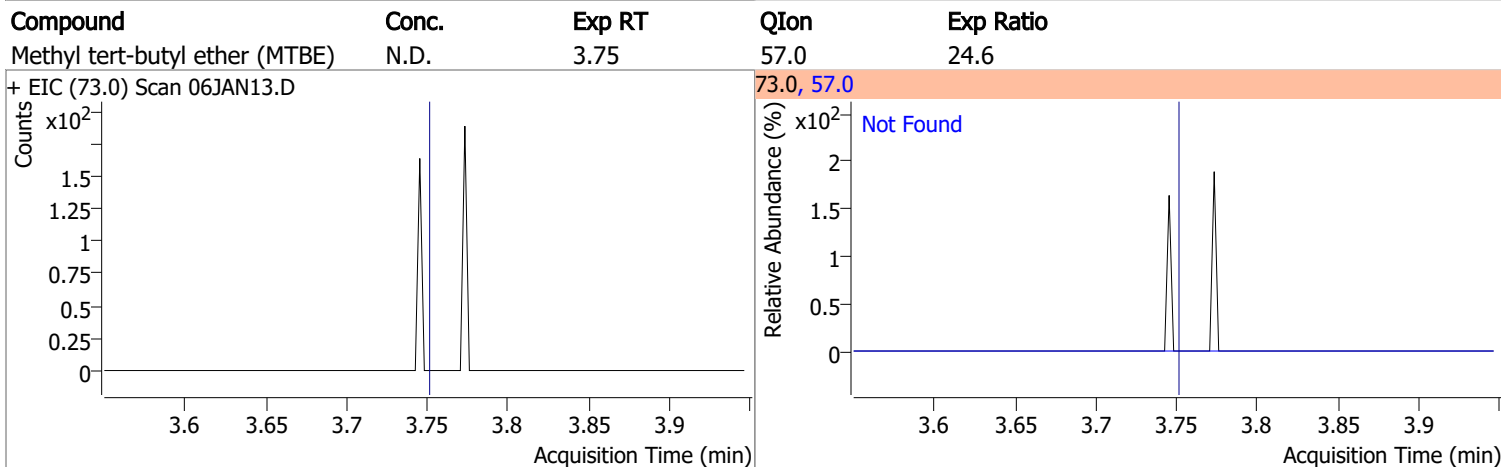 Compound Conc. Exp RT QIon Exp Ratio
Methyl tert-butyl ether (MTBE) N.D. 3.75 57.0 24.6
+ EIC (73.0) Scan 06JAN13.D
Counts
x10²
1.5
1.25
1
0.75
0.5
0.25
0
3.6 3.65 3.7 3.75 3.8 3.85 3.9
Acquisition Time (min)
73.0, 57.0
Relative Abundance (%)
x10²
Not Found
2
1.5
1
0.5
0
3.6 3.65 3.7 3.75 3.8 3.85 3.9
Acquisition Time (min)